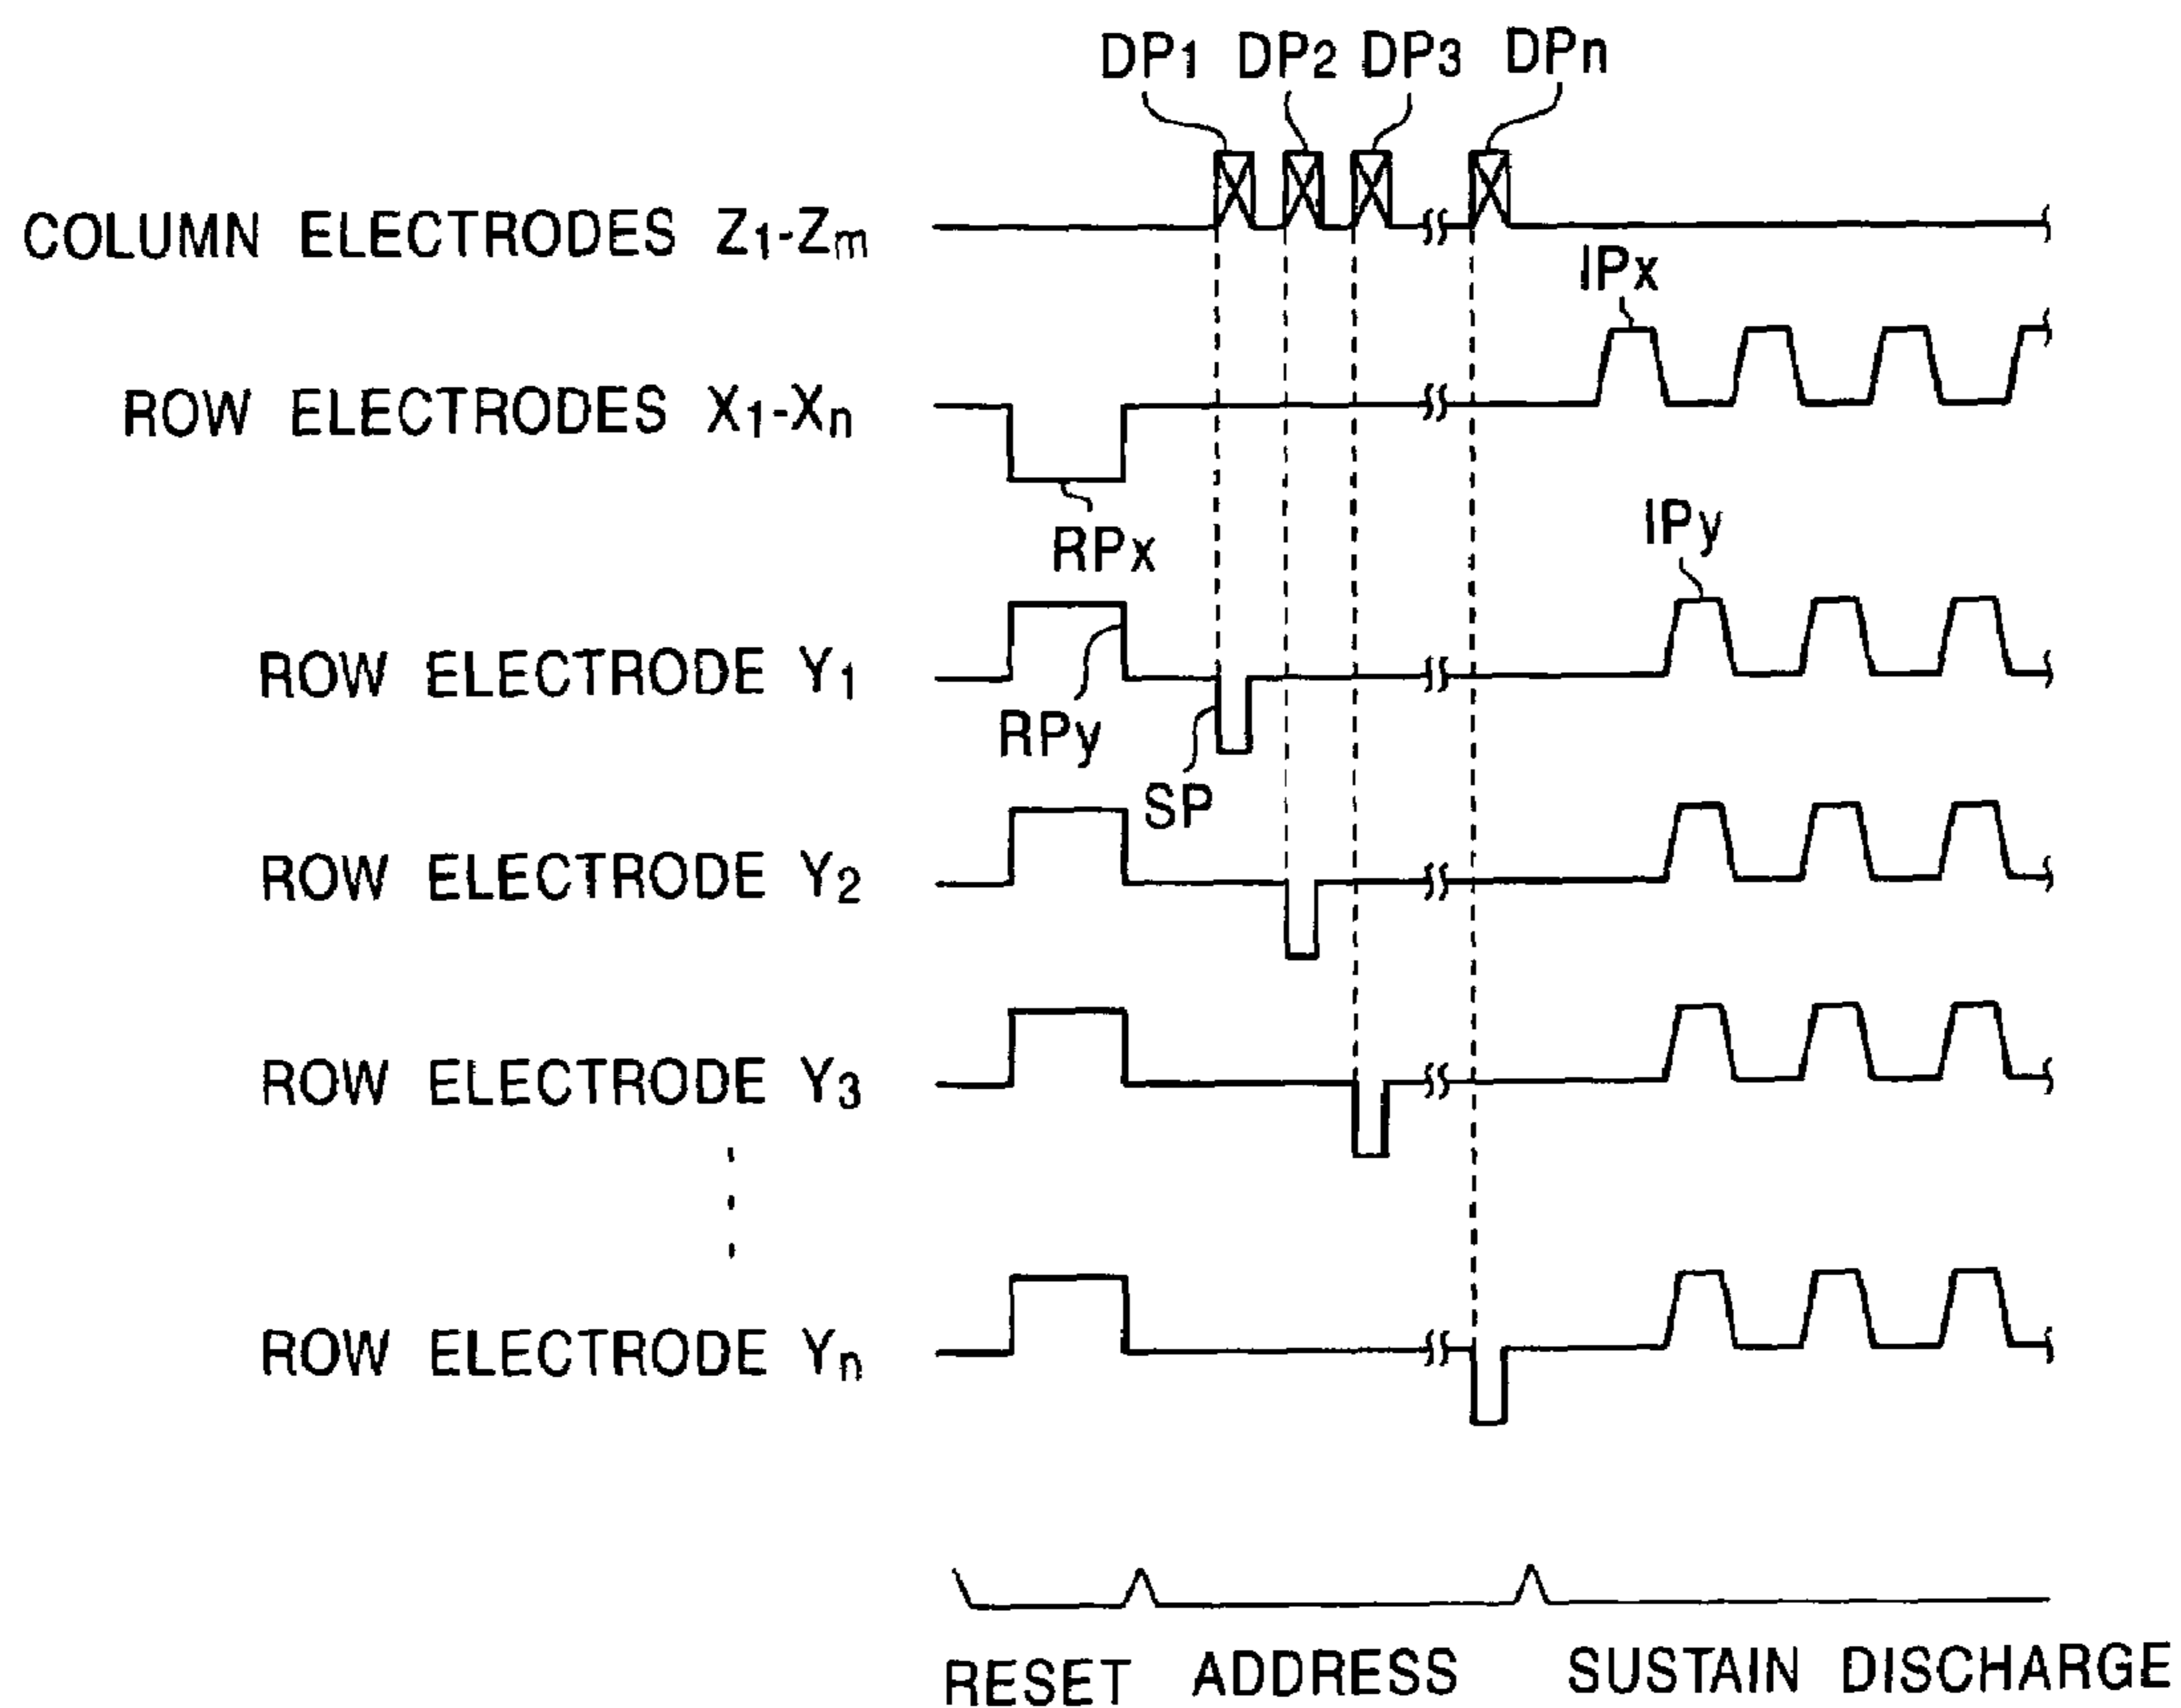 DP1 DP2 DP3 DPn
COLUMN ELECTRODES Z1-Zm
IPx
ROW ELECTRODES X1-Xn
RPx
IPy
ROW ELECTRODE Y1
RPy
SP
ROW ELECTRODE Y2
ROW ELECTRODE Y3
ROW ELECTRODE Yn
RESET ADDRESS SUSTAIN DISCHARGE